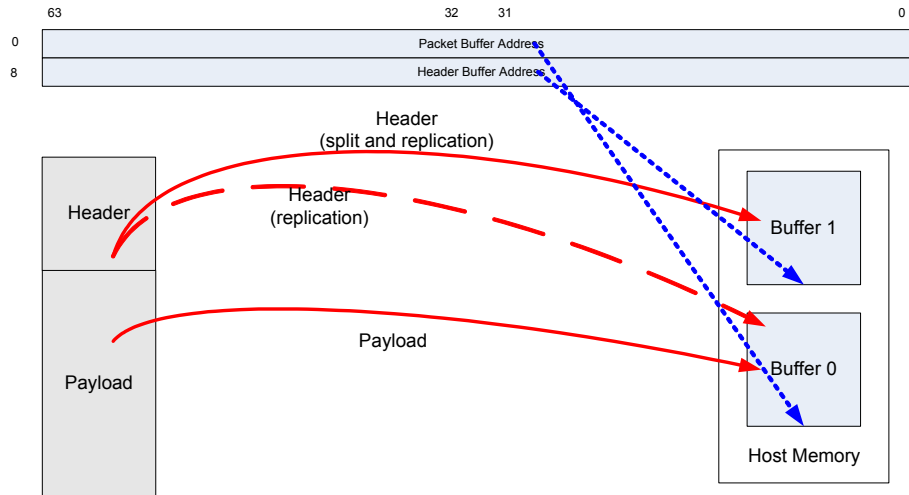 63 32 31 0
0 Packet Buffer Address
8 Header Buffer Address
Header
(split and replication)
Header
(replication)
Header
Buffer 1
Payload
Payload
Buffer 0
Host Memory